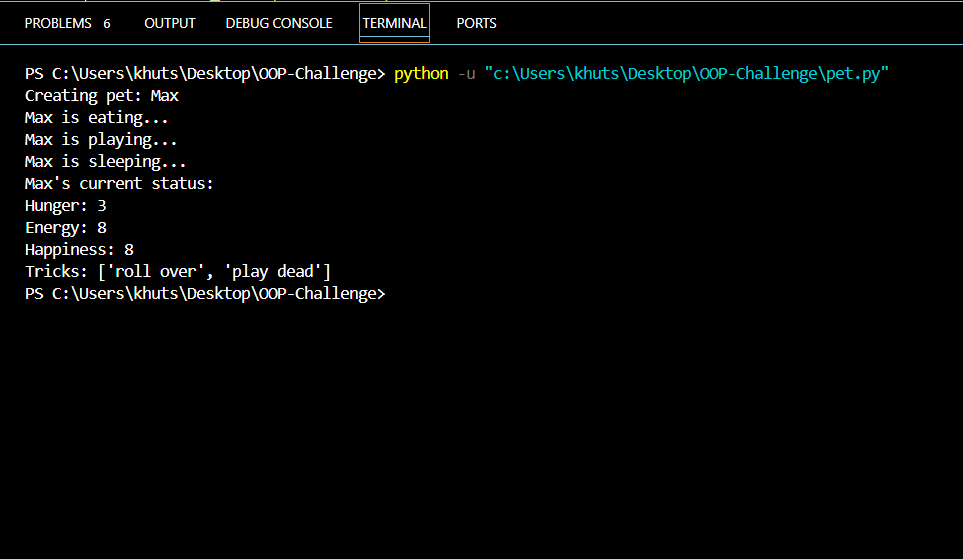 PROBLEMS 6 OUTPUT DEBUG CONSOLE TERMINAL PORTS
PS C:\Users\khuts\Desktop\OOP-Challenge> python -u "c:\Users\khuts\Desktop\OOP-Challenge\pet.py"
Creating pet: Max
Max is eating...
Max is playing...
Max is sleeping...
Max's current status:
Hunger: 3
Energy: 8
Happiness: 8
Tricks: ['roll over', 'play dead']
PS C:\Users\khuts\Desktop\OOP-Challenge>